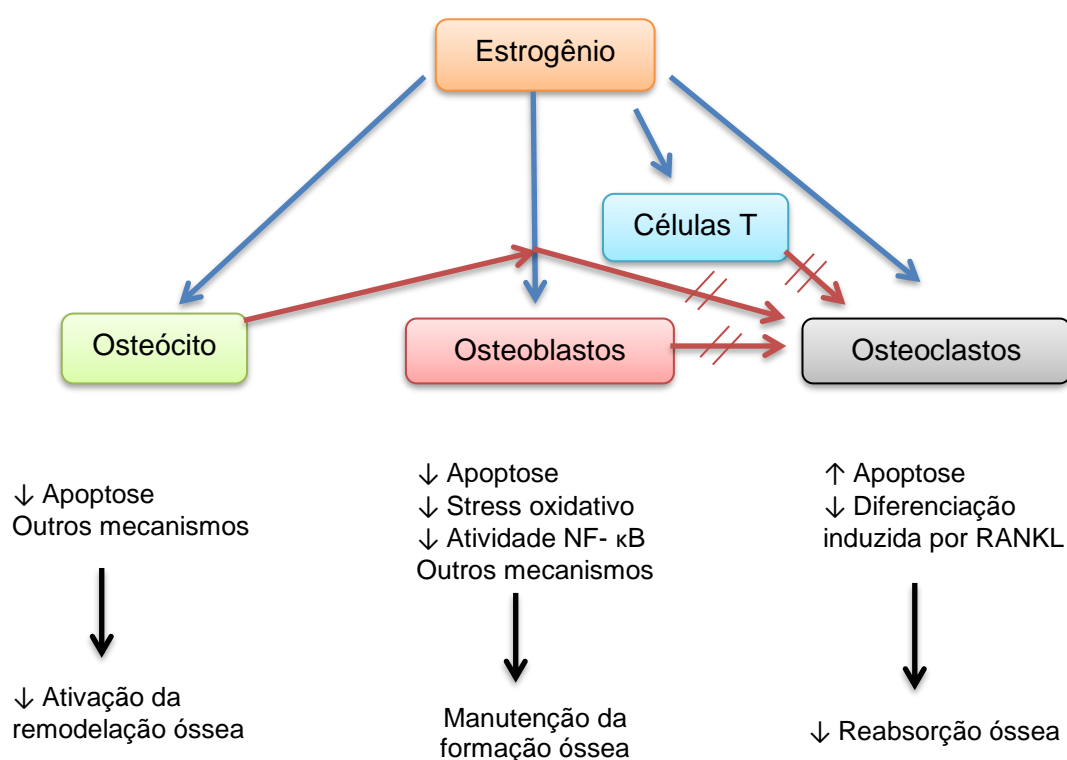 Estrogênio
Células T
Osteócito
Osteoblastos
Osteoclastos
↓ Apoptose
Outros mecanismos
↓ Apoptose
↓ Stress oxidativo
↓ Atividade NF- κB
Outros mecanismos
↑ Apoptose
↓ Diferenciação
induzida por RANKL
↓ Ativação da
remodelação óssea
Manutenção da
formação óssea
↓ Reabsorção óssea